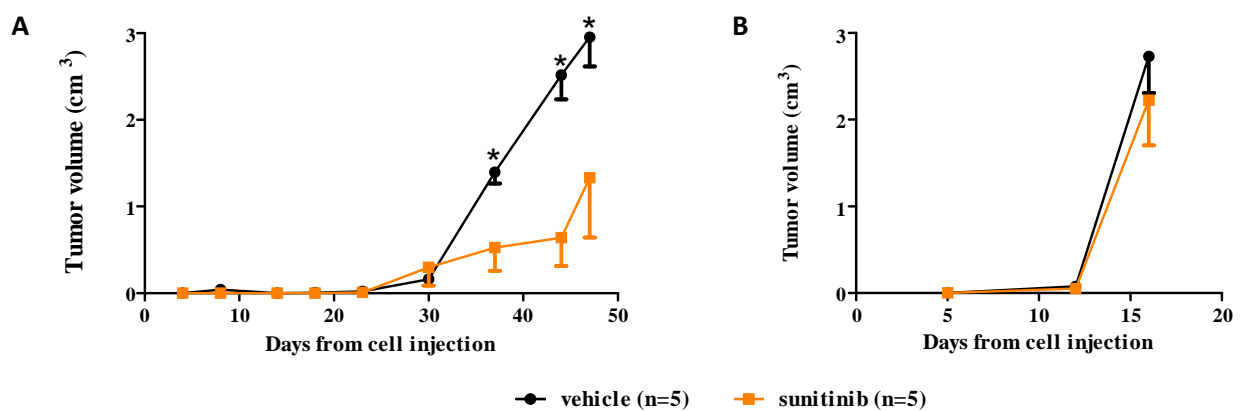 A
B
Tumor volume (cm 3)
3
2
1
0
*
*
*
0 10 20 30 40 50
Days from cell injection
Tumor volume (cm3)
3
2
1
0
0 5 10 15 20
Days from cell injection
vehicle (n=5) sunitinib (n=5)